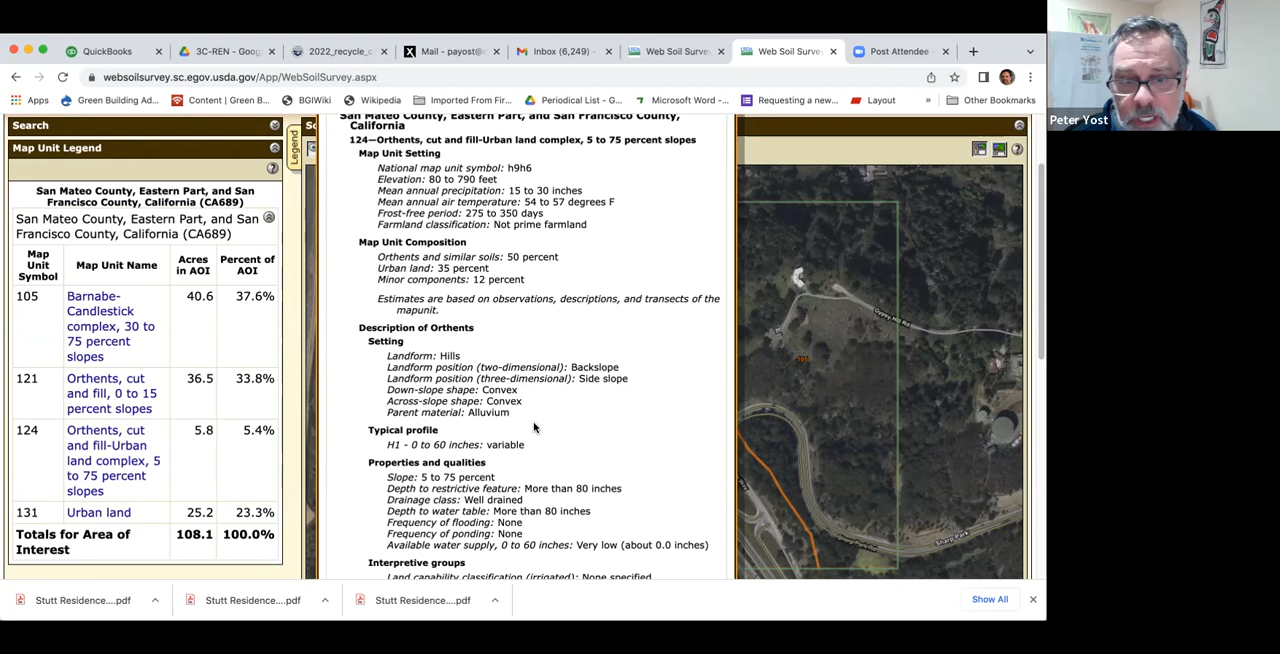 QuickBooks
3C-REN - Goo
2022_recycle_c
Mail - payost@c
Inbox (6,249) -
Web Soil Surve
Web Soil Surve
Post Attendee -
websoilsurvey.sc.egov.usda.gov/App/WebSoilSurvey.aspx
Apps
Green Building Ad...
Content | Green B...
BGIWiki
Wikipedia
Imported From Fir...
Periodical List - G...
Microsoft Word -...
Requesting a new...
Layout
»
Other Bookmarks
Peter Yost
Search
Map Unit Legend
San Mateo County, Eastern Part, and San
Francisco County, California (CA689)
San Mateo County, Eastern Part, and San
Francisco County, California (CA689)
Map Unit Symbol Map Unit Name Acres in AOI Percent of AOI
105 Barnabe- 40.6 37.6%
Candlestick
complex, 30 to
75 percent
slopes
121 Orthents, cut 36.5 33.8%
and fill, 0 to 15
percent slopes
124 Orthents, cut 5.8 5.4%
and fill-Urban
land complex, 5
to 75 percent
slopes
131 Urban land 25.2 23.3%
Totals for Area of 108.1 100.0%
Interest
Legend
San Mateo County, Eastern Part, and San Francisco County,
California
124—Orthents, cut and fill-Urban land complex, 5 to 75 percent slopes
Map Unit Setting
National map unit symbol: h9h6
Elevation: 80 to 790 feet
Mean annual precipitation: 15 to 30 inches
Mean annual air temperature: 54 to 57 degrees F
Frost-free period: 275 to 350 days
Farmland classification: Not prime farmland
Map Unit Composition
Orthents and similar soils: 50 percent
Urban land: 35 percent
Minor components: 12 percent
Estimates are based on observations, descriptions, and transects of the
mapunit.
Description of Orthents
Setting
Landform: Hills
Landform position (two-dimensional): Backslope
Landform position (three-dimensional): Side slope
Down-slope shape: Convex
Across-slope shape: Convex
Parent material: Alluvium
Typical profile
H1 - 0 to 60 inches: variable
Properties and qualities
Slope: 5 to 75 percent
Depth to restrictive feature: More than 80 inches
Drainage class: Well drained
Depth to water table: More than 80 inches
Frequency of flooding: None
Frequency of ponding: None
Available water supply, 0 to 60 inches: Very low (about 0.0 inches)
Interpretive groups
Land capability classification (irrigated): None specified
Gypsy Hill Rd
105
Sharp Park
Stutt Residence....pdf
Stutt Residence....pdf
Stutt Residence....pdf
Show All